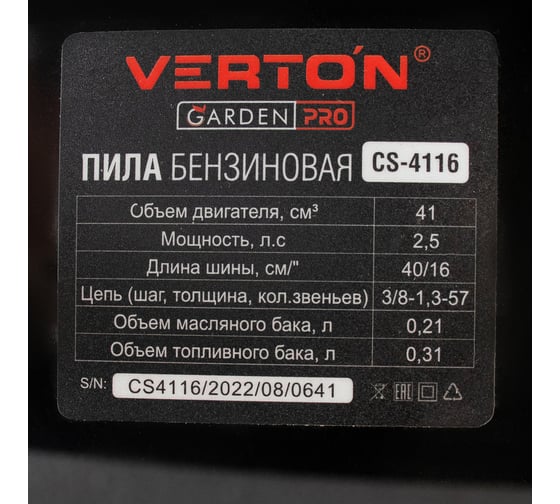 VERTON®
GARDEN PRO
ПИЛА БЕНЗИНОВАЯ CS-4116
Объем двигателя, см³ 41
Мощность, л.с 2,5
Длина шины, см/" 40/16
Цепь (шаг, толщина, кол.звеньев) 3/8-1,3-57
Объем масляного бака, л 0,21
Объем топливного бака, л 0,31
S/N: CS4116/2022/08/0641 EAC